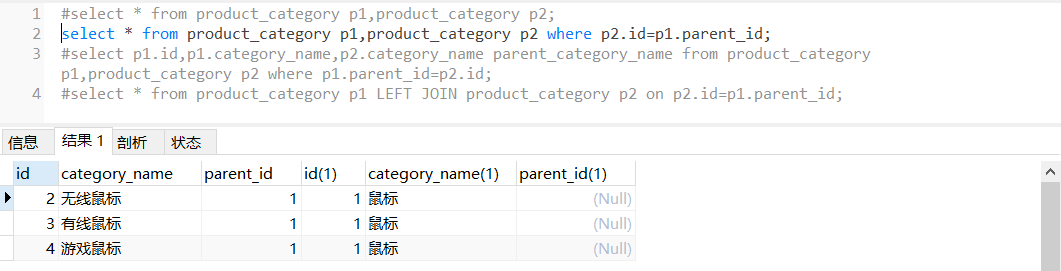 1 #select * from product_category p1,product_category p2;
2 select * from product_category p1,product_category p2 where p2.id=p1.parent_id;
3 #select p1.id,p1.category_name,p2.category_name parent_category_name from product_category
p1,product_category p2 where p1.parent_id=p2.id;
4 #select * from product_category p1 LEFT JOIN product_category p2 on p2.id=p1.parent_id;
信息 结果 1 剖析 状态
id category_name parent_id id(1) category_name(1) parent_id(1)
2 无线鼠标 1 1 鼠标 (Null)
3 有线鼠标 1 1 鼠标 (Null)
4 游戏鼠标 1 1 鼠标 (Null)